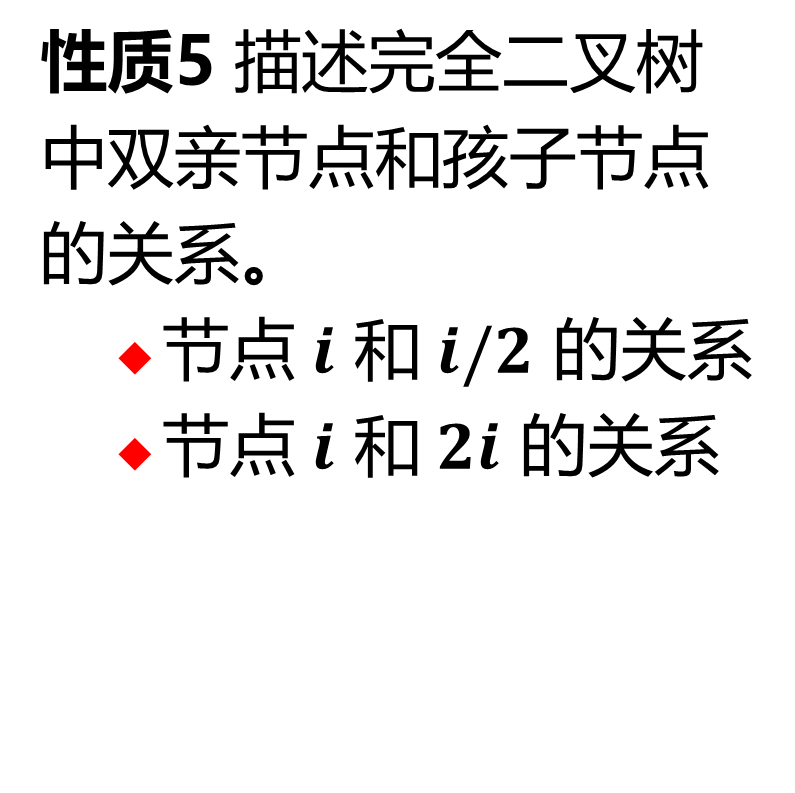 性质5 描述完全二叉树
中双亲节点和孩子节点
的关系。
◆节点 i 和 i/2 的关系
◆节点 i 和 2i 的关系